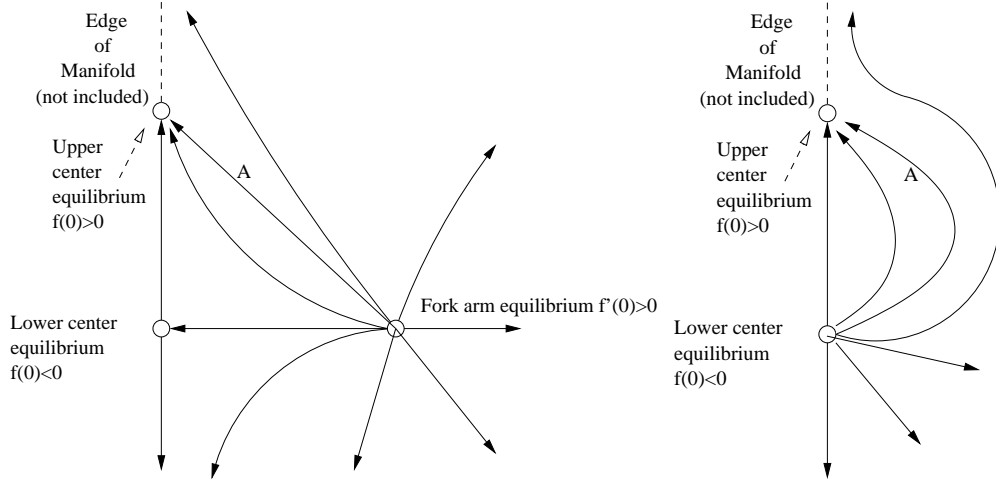 Edge
of
Manifold
(not included)
Upper
center
equilibrium
f(0)>0
A
Lower center
equilibrium
f(0)<0
Fork arm equilibrium f'(0)>0
Edge
of
Manifold
(not included)
Upper
center
equilibrium
f(0)>0
A
Lower center
equilibrium
f(0)<0